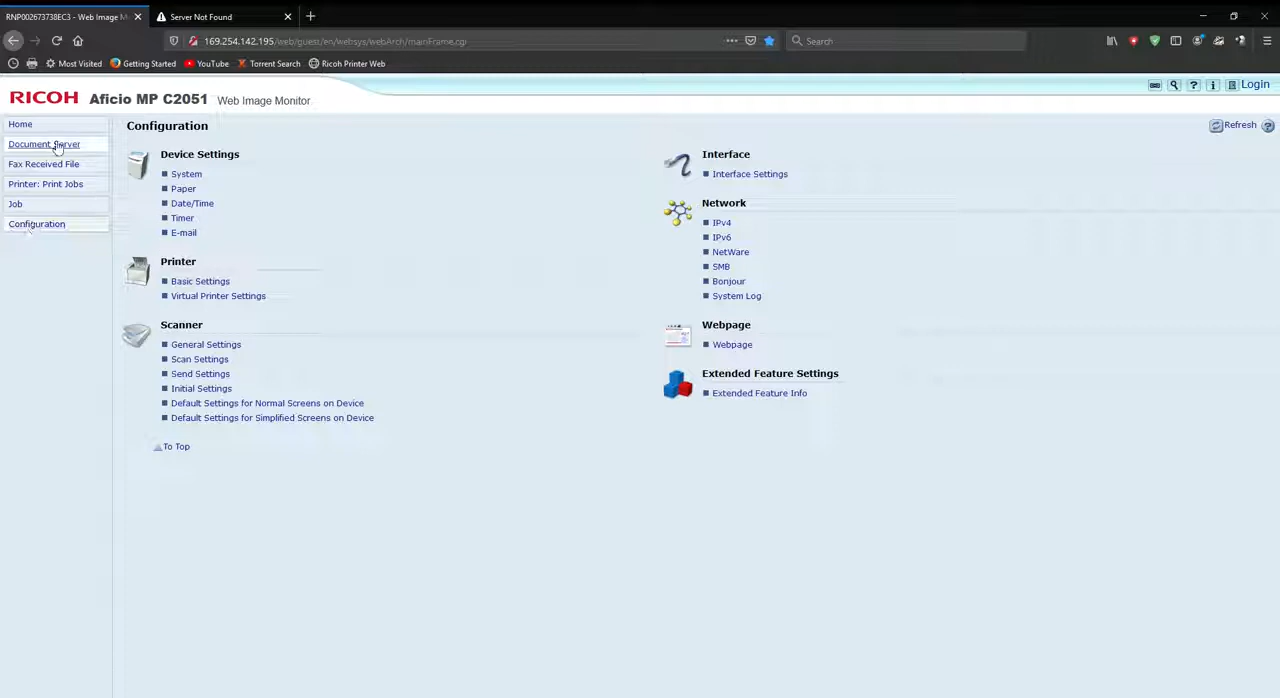 RNP002673738EC3 - Web Image M
Server Not Found
169.254.142.195/web/guest/en/websys/webArch/mainFrame.cgi
Search
Most Visited
Getting Started
YouTube
Torrent Search
Ricoh Printer Web
RICOH Aficio MP C2051 Web Image Monitor
Login
Home
Document Server
Fax Received File
Printer: Print Jobs
Job
Configuration
Configuration
Refresh
Device Settings
System
Paper
Date/Time
Timer
E-mail
Printer
Basic Settings
Virtual Printer Settings
Scanner
General Settings
Scan Settings
Send Settings
Initial Settings
Default Settings for Normal Screens on Device
Default Settings for Simplified Screens on Device
To Top
Interface
Interface Settings
Network
IPv4
IPv6
NetWare
SMB
Bonjour
System Log
Webpage
Webpage
Extended Feature Settings
Extended Feature Info